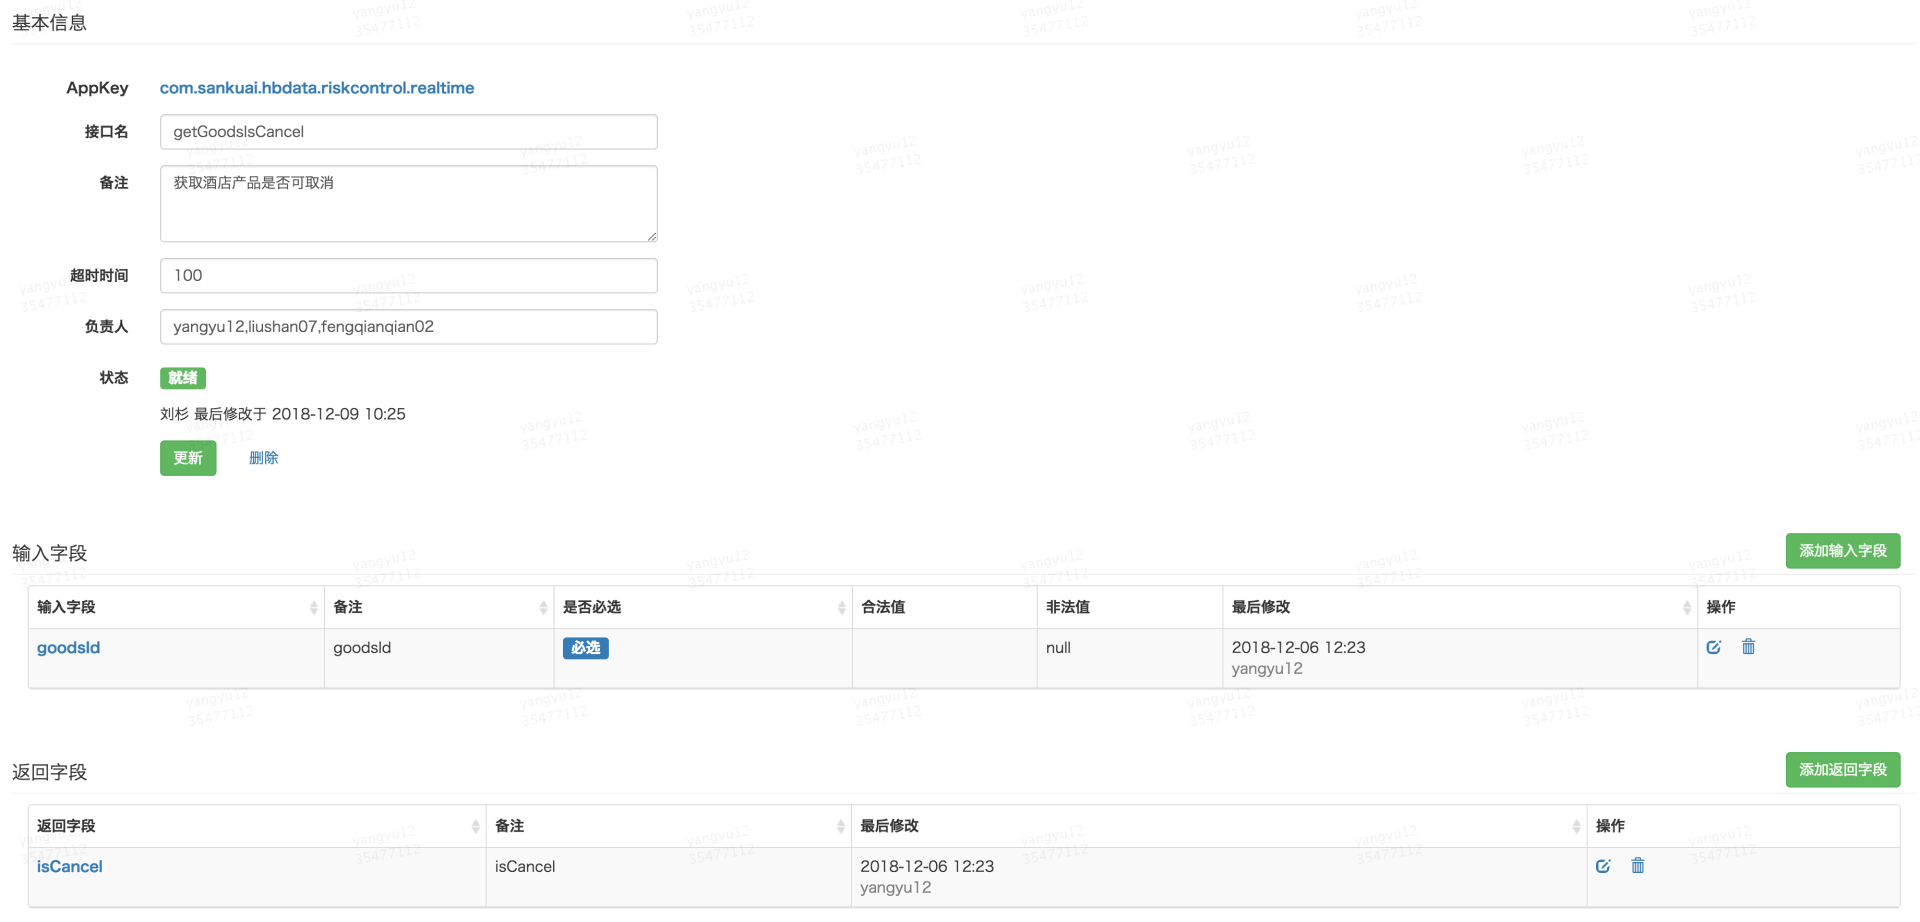 基本信息
AppKey com.sankuai.hbdata.riskcontrol.realtime
接口名 getGoodsIsCancel
备注 获取酒店产品是否可取消
超时时间 100
负责人 yangyu12,liushan07,fengqianqian02
状态 就绪
刘杉 最后修改于 2018-12-09 10:25
更新 删除
输入字段 添加输入字段
输入字段 备注 是否必选 合法值 非法值 最后修改 操作
goodsId goodsId 必选 null 2018-12-06 12:23
yangyu12
返回字段 添加返回字段
返回字段 备注 最后修改 操作
isCancel isCancel 2018-12-06 12:23
yangyu12
yangyu12
35477112